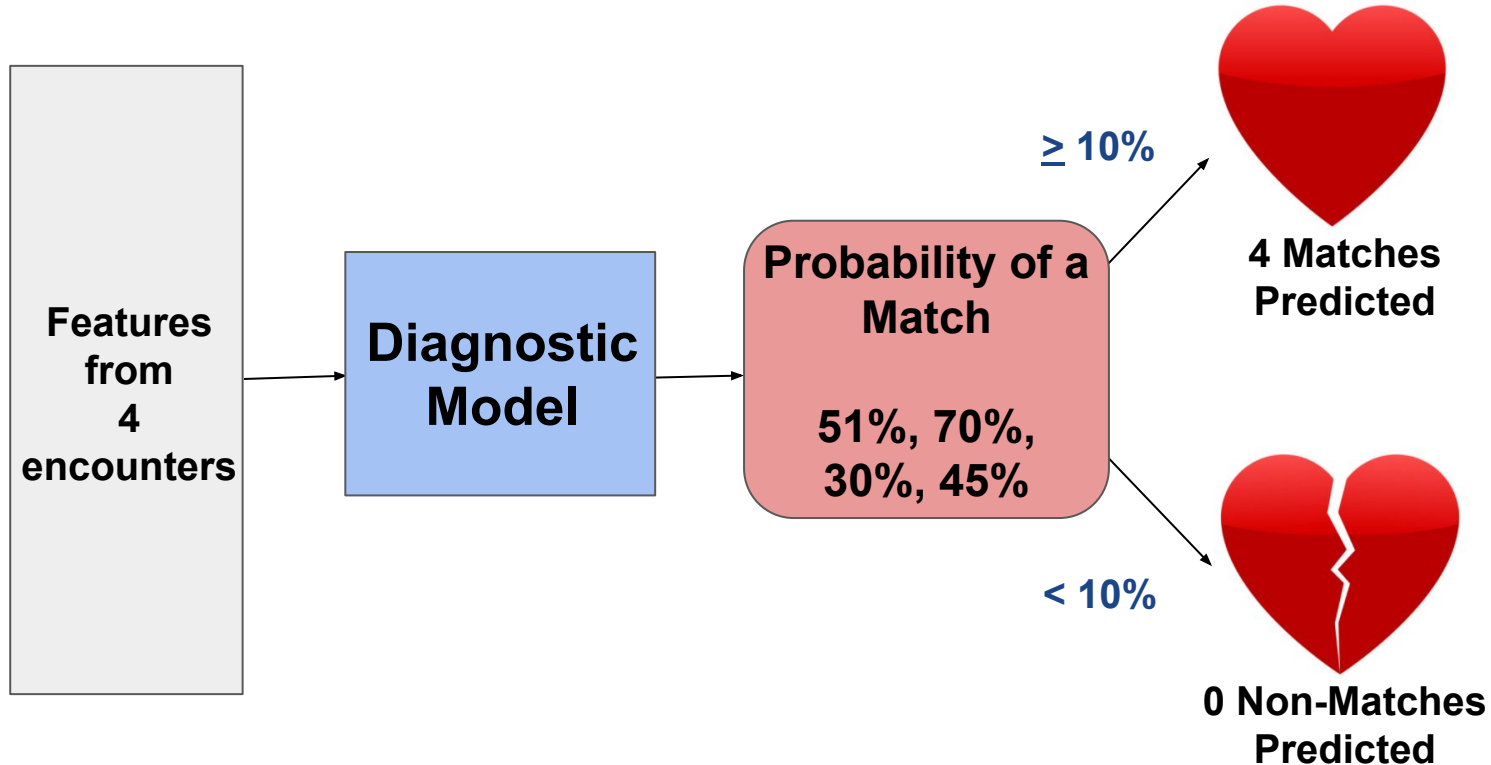 Features
from
4
encounters
Diagnostic
Model
Probability of a
Match
51%, 70%,
30%, 45%
≥ 10%
4 Matches
Predicted
< 10%
0 Non-Matches
Predicted